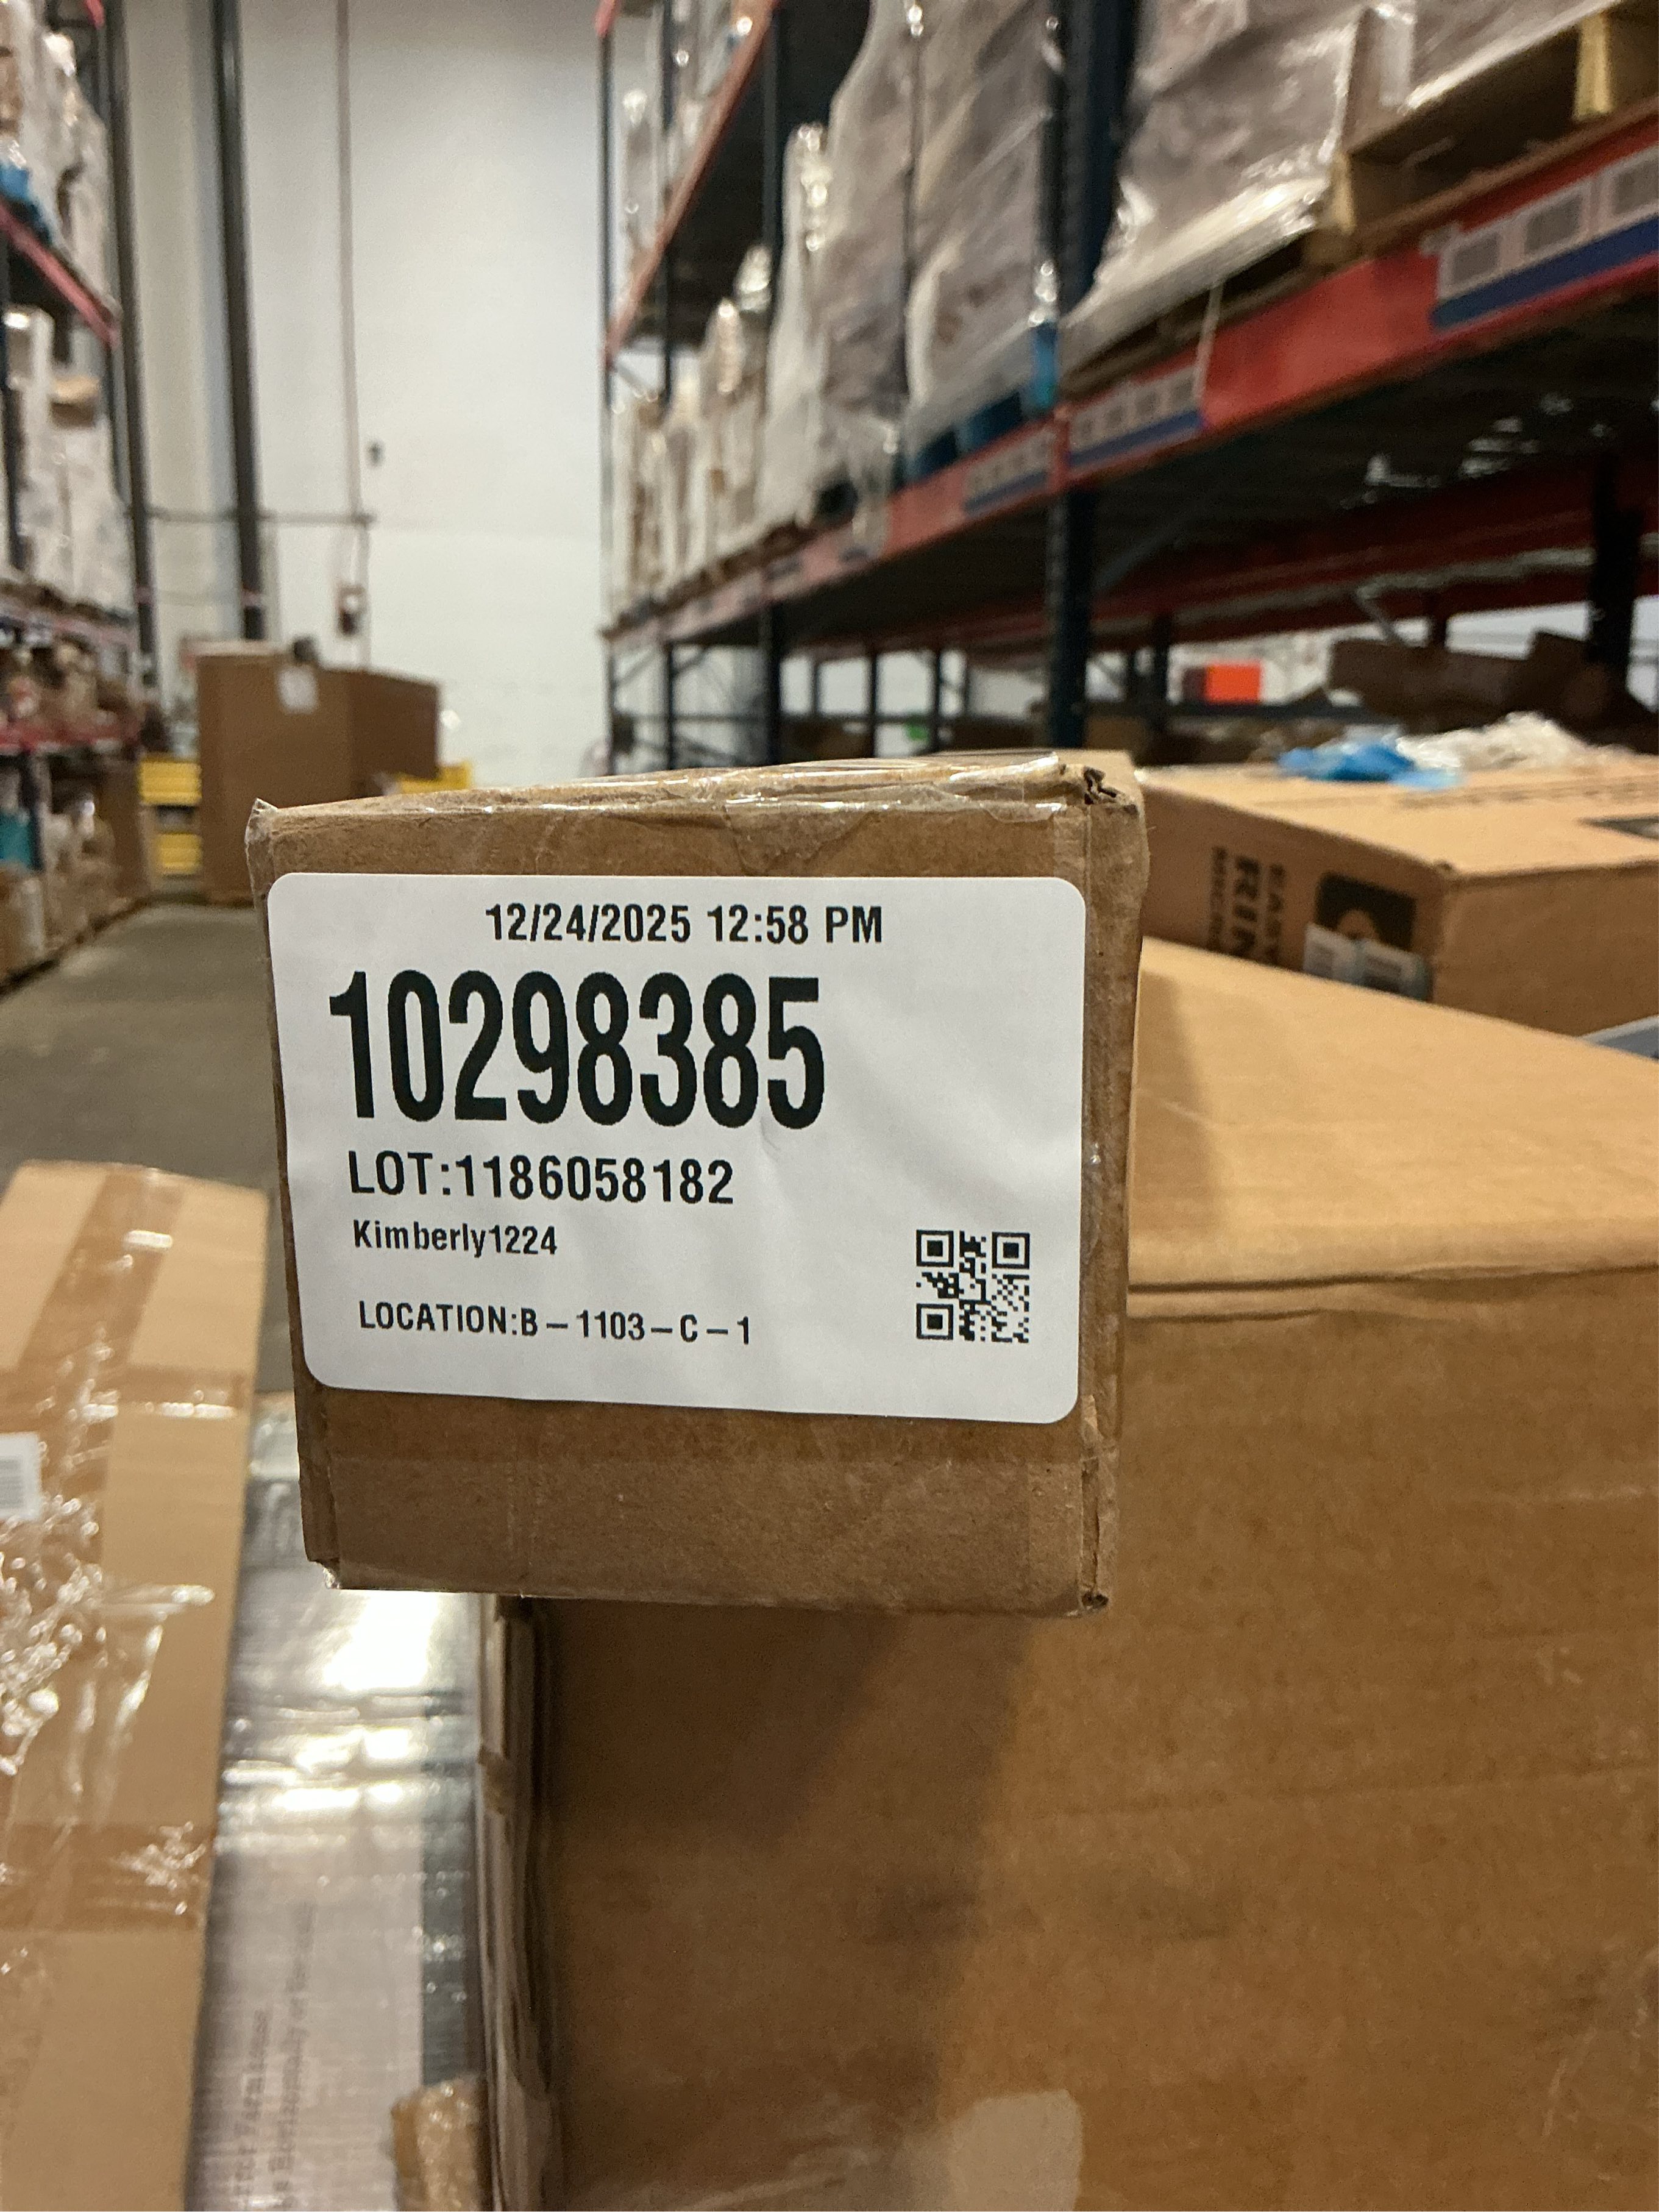 12/24/2025 12:58 PM
10298385
LOT:1186058182
Kimberly1224
LOCATION:B – 1103 – C – 1